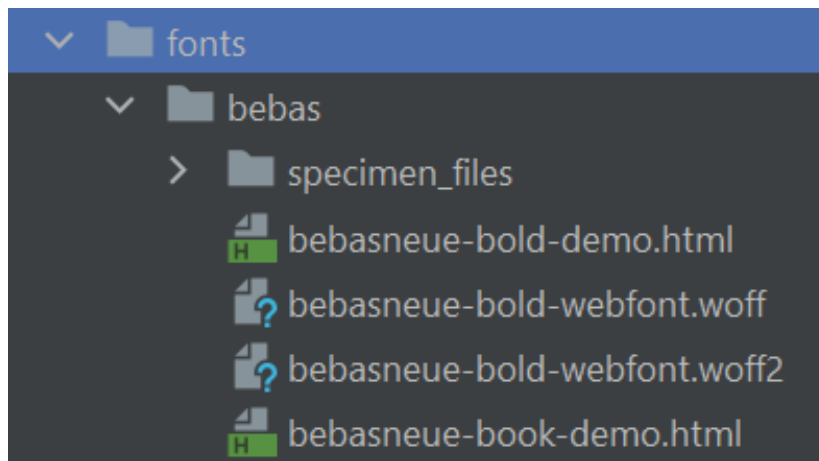 fonts
bebas
specimen_files
H bebasneue-bold-demo.html
? bebasneue-bold-webfont.woff
? bebasneue-bold-webfont.woff2
H bebasneue-book-demo.html